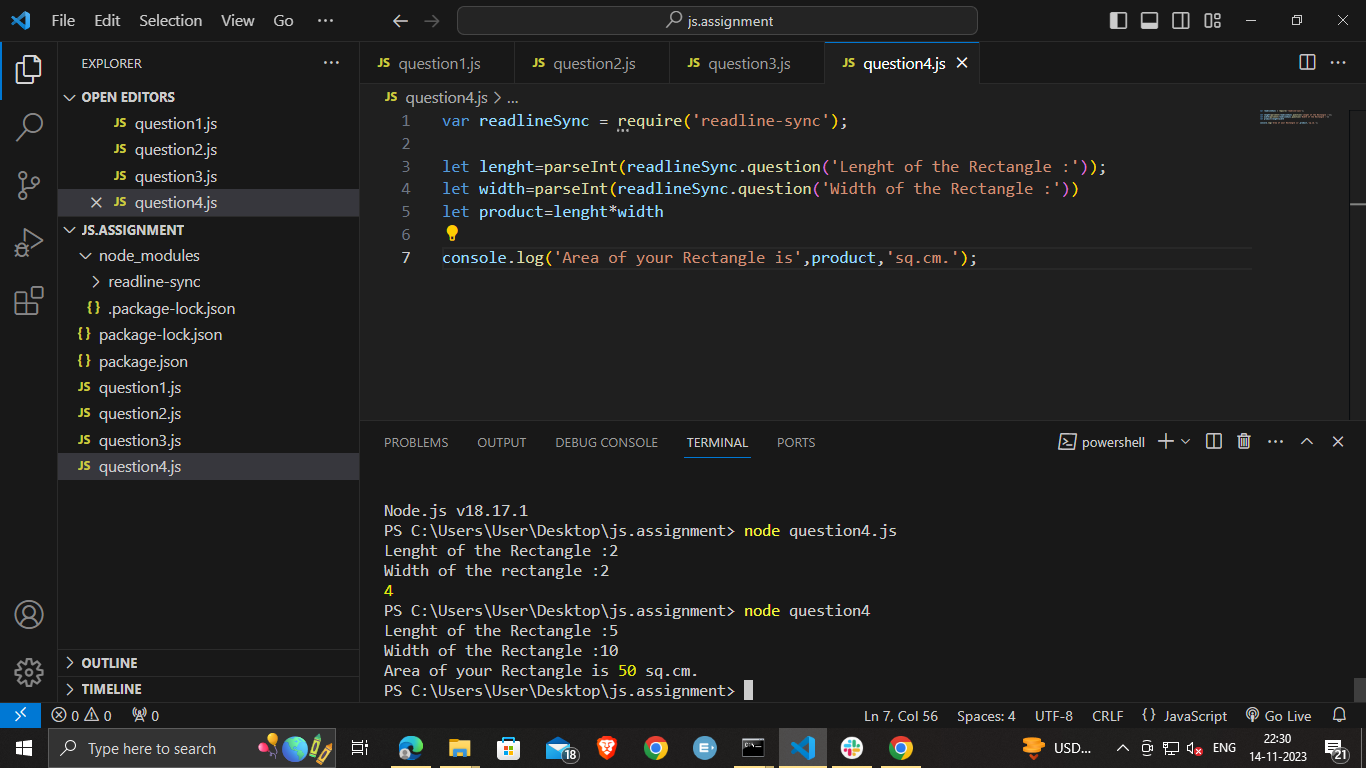 File Edit Selection View Go ... js.assignment
EXPLORER ...
OPEN EDITORS
JS question1.js
JS question2.js
JS question3.js
JS question4.js
JS.ASSIGNMENT
node_modules
readline-sync
{} .package-lock.json
{} package-lock.json
{} package.json
JS question1.js
JS question2.js
JS question3.js
JS question4.js
OUTLINE
TIMELINE
JS question1.js JS question2.js JS question3.js JS question4.js
JS question4.js > ...
1 var readlineSync = require('readline-sync');
2
3 let lenght=parseInt(readlineSync.question('Lenght of the Rectangle :'));
4 let width=parseInt(readlineSync.question('Width of the Rectangle :'))
5 let product=lenght*width
6
7 console.log('Area of your Rectangle is',product,'sq.cm.');
PROBLEMS OUTPUT DEBUG CONSOLE TERMINAL PORTS powershell
Node.js v18.17.1
PS C:\Users\User\Desktop\js.assignment> node question4.js
Lenght of the Rectangle :2
Width of the rectangle :2
4
PS C:\Users\User\Desktop\js.assignment> node question4
Lenght of the Rectangle :5
Width of the Rectangle :10
Area of your Rectangle is 50 sq.cm.
PS C:\Users\User\Desktop\js.assignment>
0 0 0 Ln 7, Col 56 Spaces: 4 UTF-8 CRLF {} JavaScript Go Live
Type here to search 18 USD... ENG 22:30
14-11-2023 21